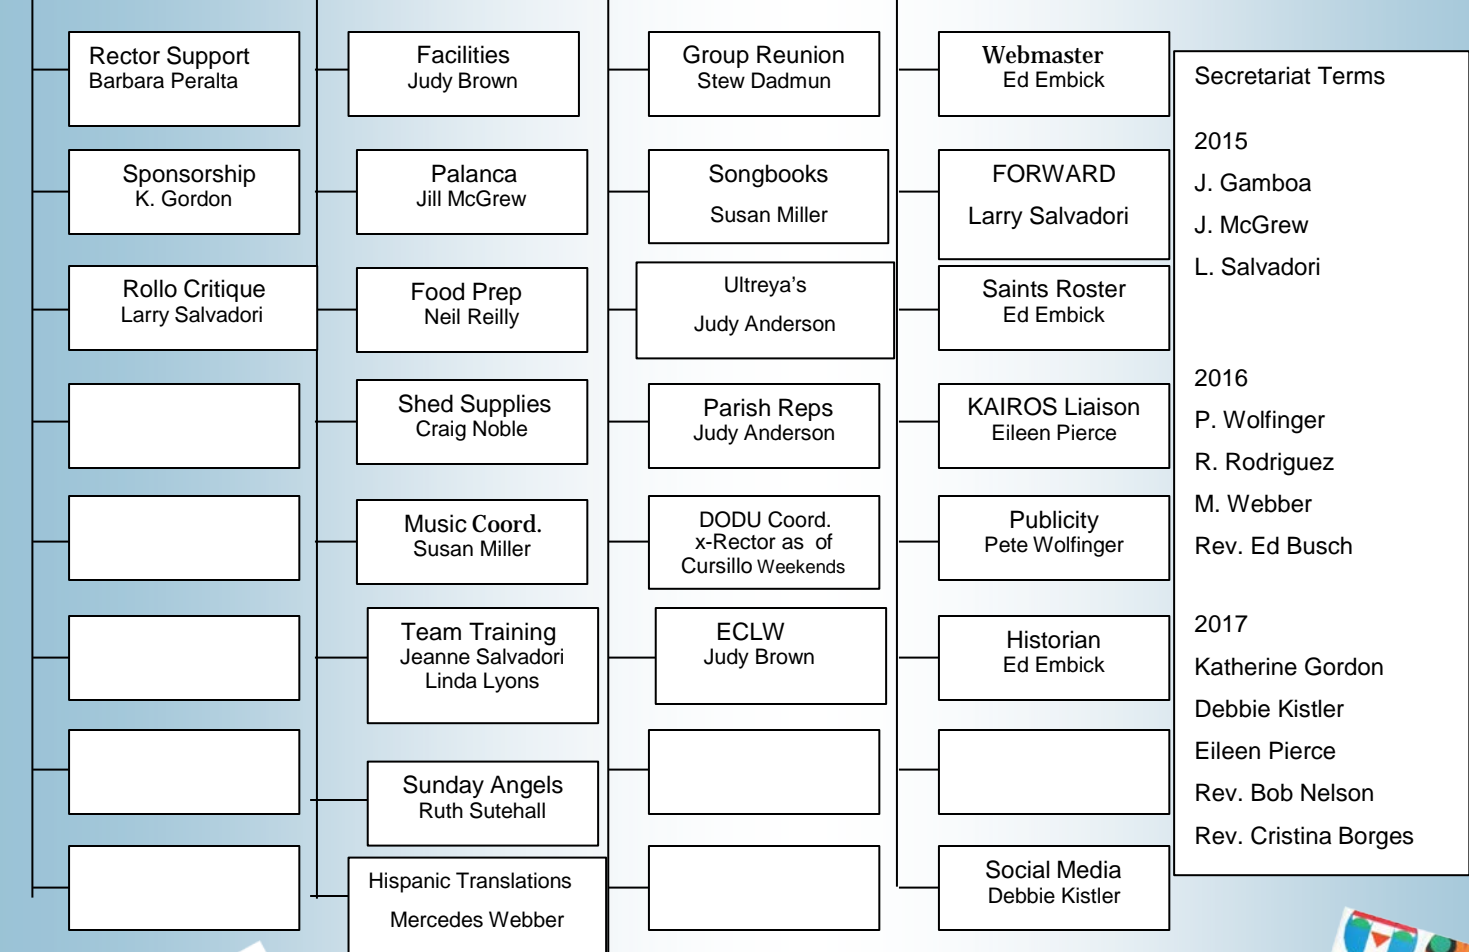 Rector Support
Barbara Peralta
Sponsorship
K. Gordon
Rollo Critique
Larry Salvadori
Facilities
Judy Brown
Palanca
Jill McGrew
Food Prep
Neil Reilly
Shed Supplies
Craig Noble
Music Coord.
Susan Miller
Team Training
Jeanne Salvadori
Linda Lyons
Sunday Angels
Ruth Sutehall
Hispanic Translations
Mercedes Webber
Group Reunion
Stew Dadmun
Songbooks
Susan Miller
Ultreya’s
Judy Anderson
Parish Reps
Judy Anderson
DODU Coord.
x-Rector as of
Cursillo Weekends
ECLW
Judy Brown
Webmaster
Ed Embick
FORWARD
Larry Salvadori
Saints Roster
Ed Embick
KAIROS Liaison
Eileen Pierce
Publicity
Pete Wolfinger
Historian
Ed Embick
Social Media
Debbie Kistler
Secretariat Terms
2015
J. Gamboa
J. McGrew
L. Salvadori
2016
P. Wolfinger
R. Rodriguez
M. Webber
Rev. Ed Busch
2017
Katherine Gordon
Debbie Kistler
Eileen Pierce
Rev. Bob Nelson
Rev. Cristina Borges